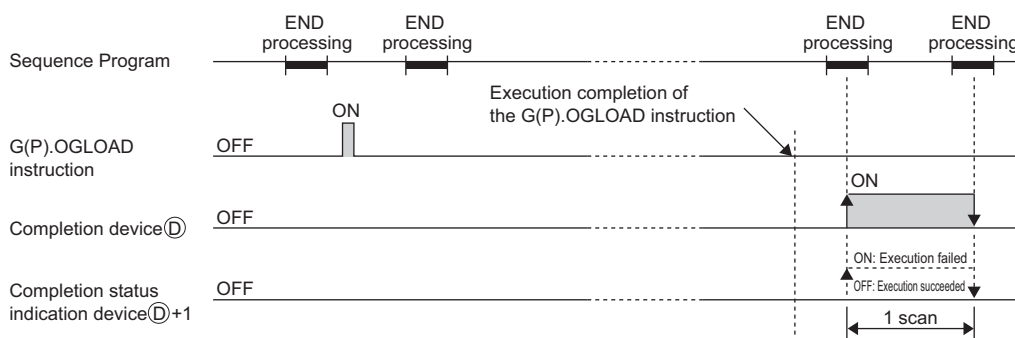 END
processing
END
processing
END
processing
END
processing
Sequence Program
Execution completion of
the G(P).OGLOAD instruction
ON
G(P).OGLOAD
instruction
OFF
ON
Completion device Ⓓ
OFF
ON: Execution failed
Completion status
indication device Ⓓ+1
OFF
OFF: Execution succeeded
1 scan